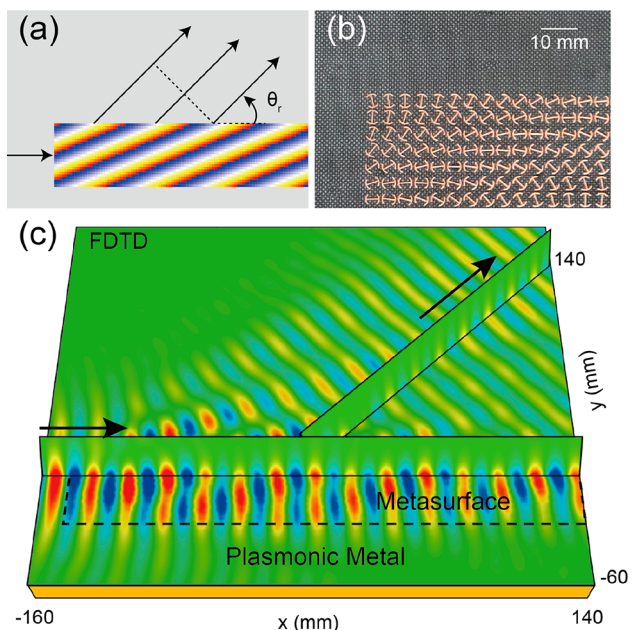 (a)
θr
(b)
10 mm
(c)
FDTD
140
y (mm)
Metasurface
Plasmonic Metal
-60
-160
x (mm)
140